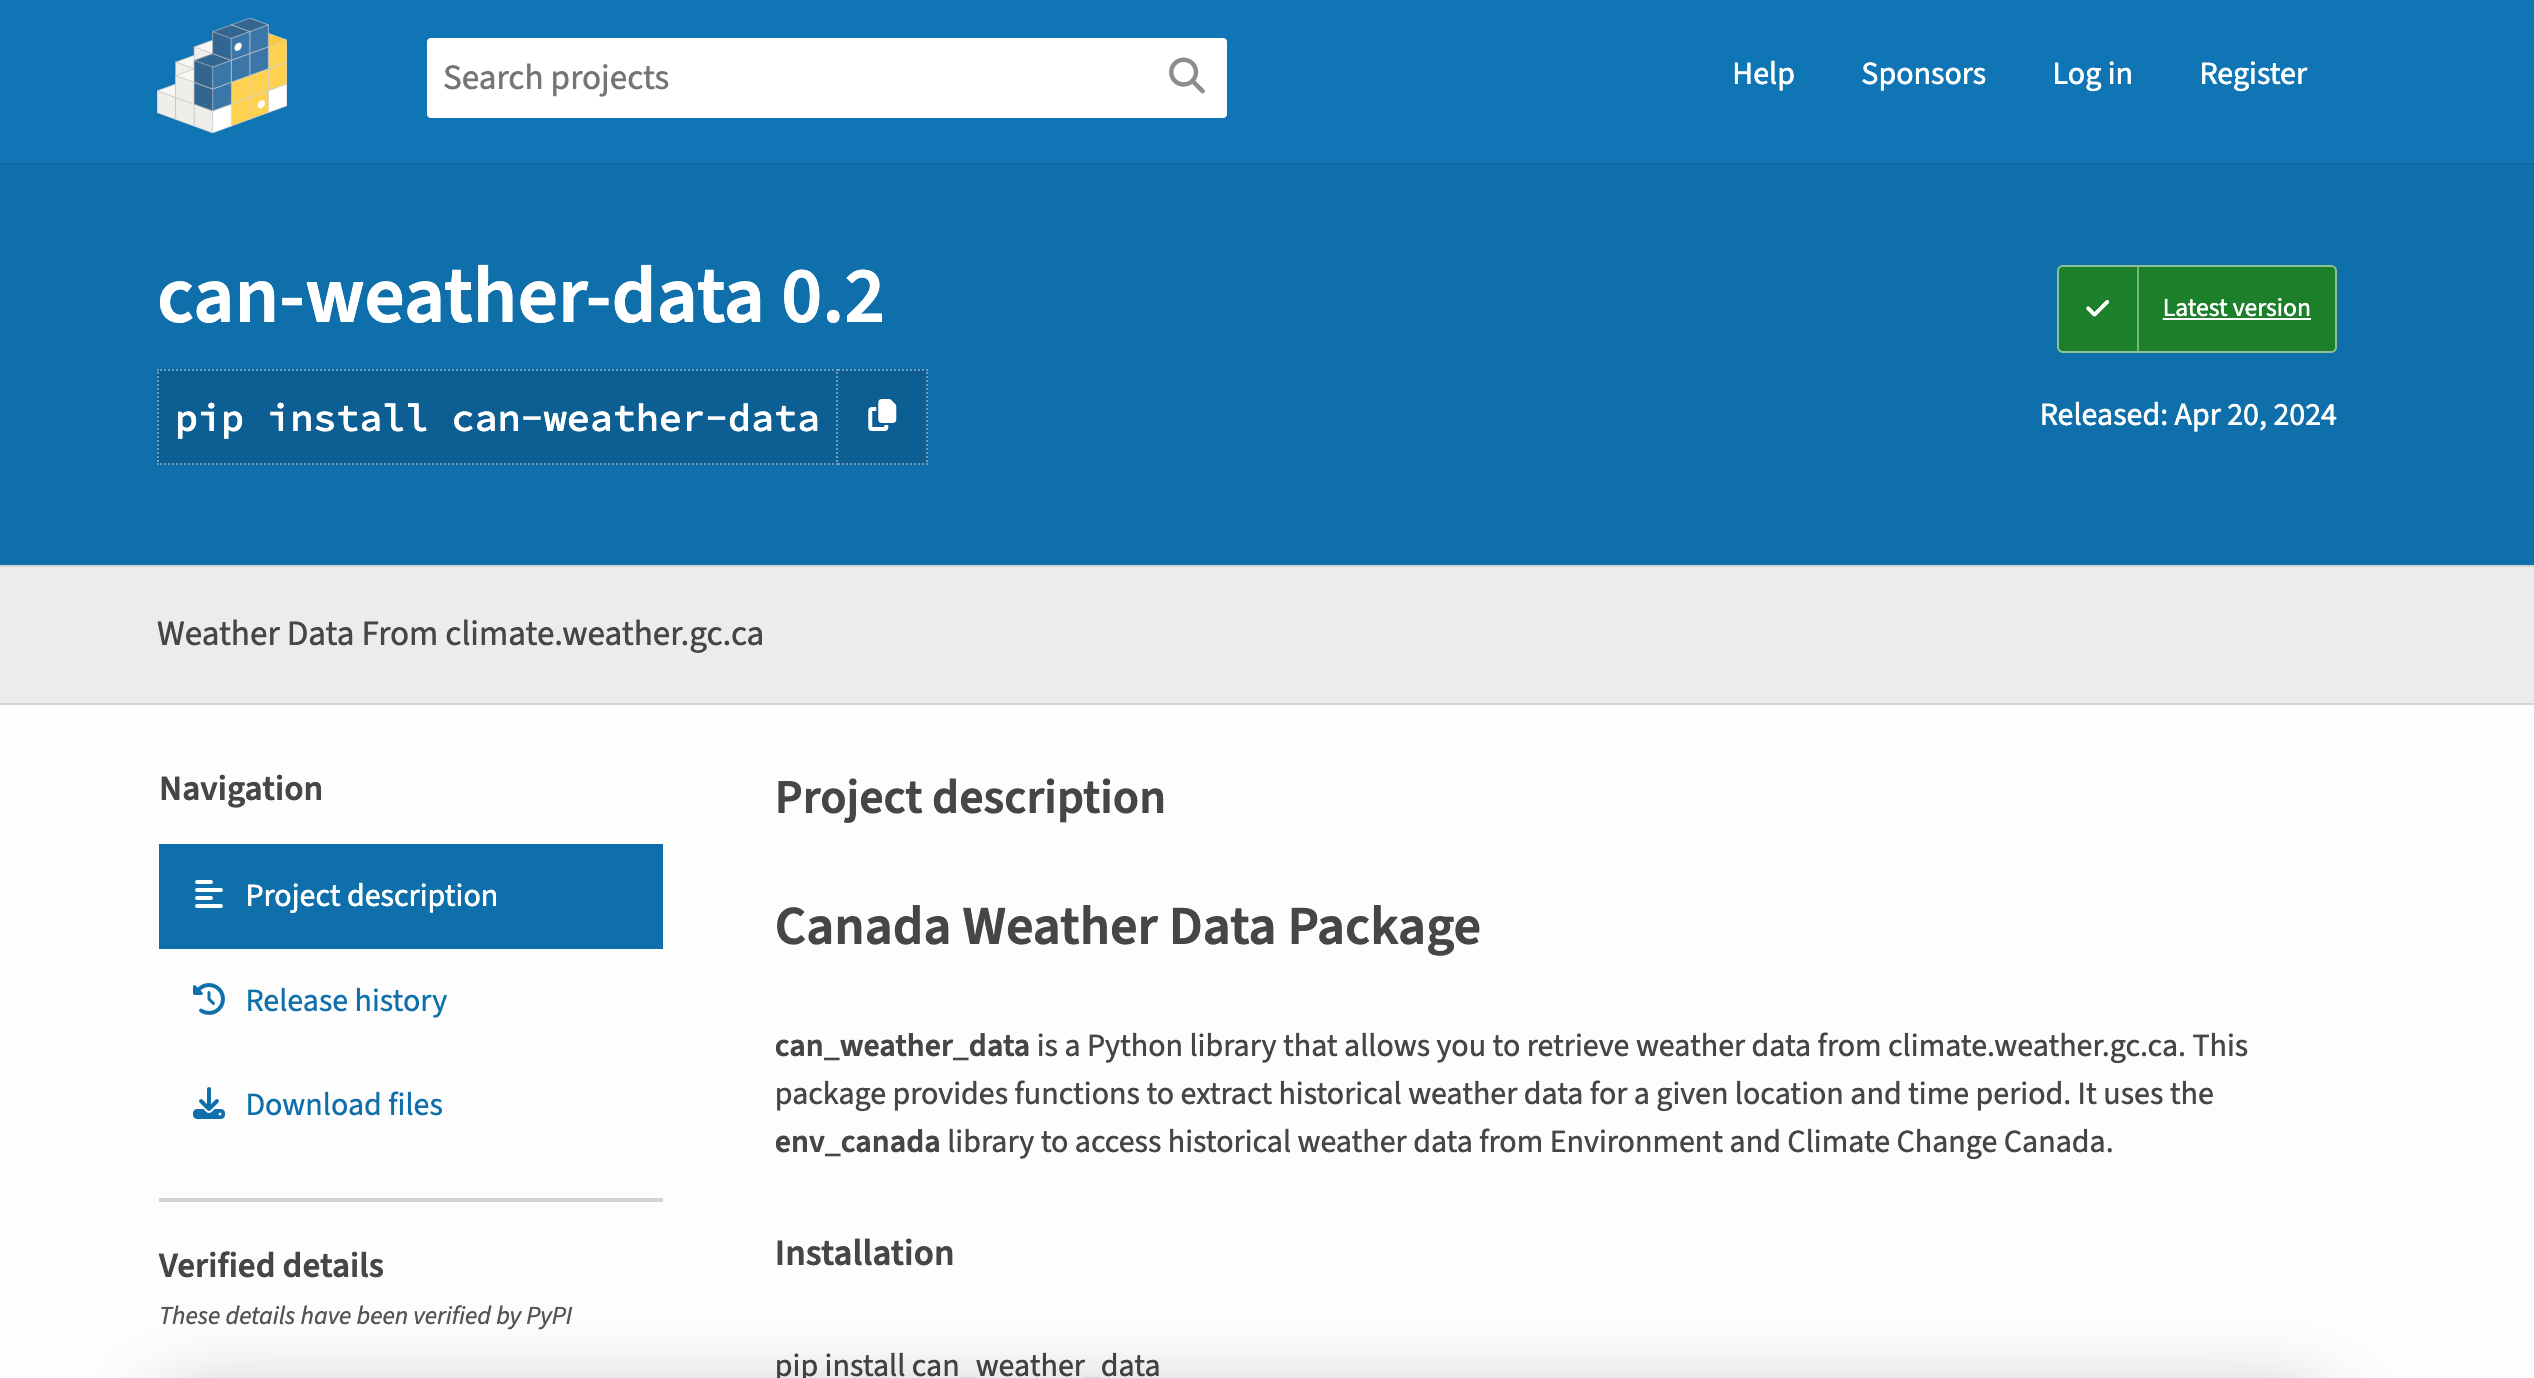 Search projects
Help
Sponsors
Log in
Register
can-weather-data 0.2
Latest version
pip install can-weather-data
Released: Apr 20, 2024
Weather Data From climate.weather.gc.ca
Navigation
Project description
Release history
Download files
Verified details
These details have been verified by PyPI
Project description
Canada Weather Data Package
can_weather_data is a Python library that allows you to retrieve weather data from climate.weather.gc.ca. This
package provides functions to extract historical weather data for a given location and time period. It uses the
env_canada library to access historical weather data from Environment and Climate Change Canada.
Installation
pip install can_weather_data